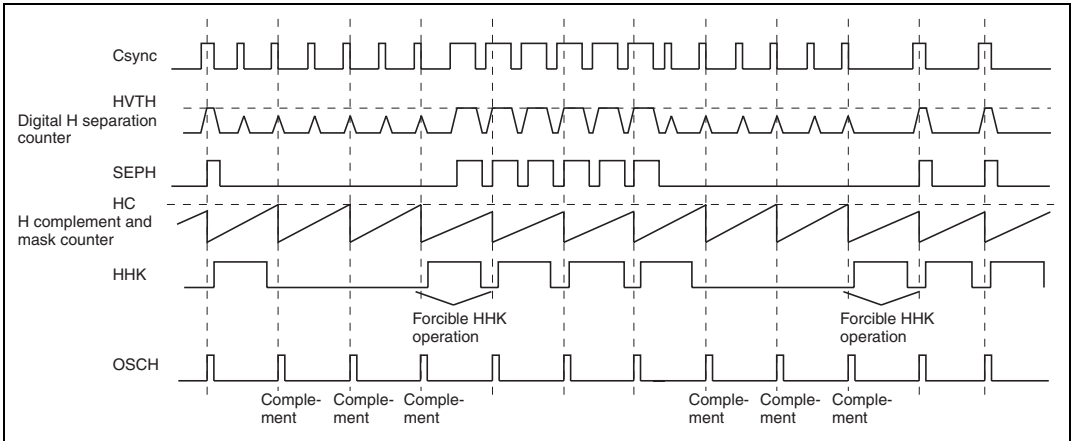 Csync
HVTH
Digital H separation
counter
SEPH
HC
H complement and
mask counter
HHK
Forcible HHK
operation
Forcible HHK
operation
OSCH
Comple-
ment
Comple-
ment
Comple-
ment
Comple-
ment
Comple-
ment
Comple-
ment